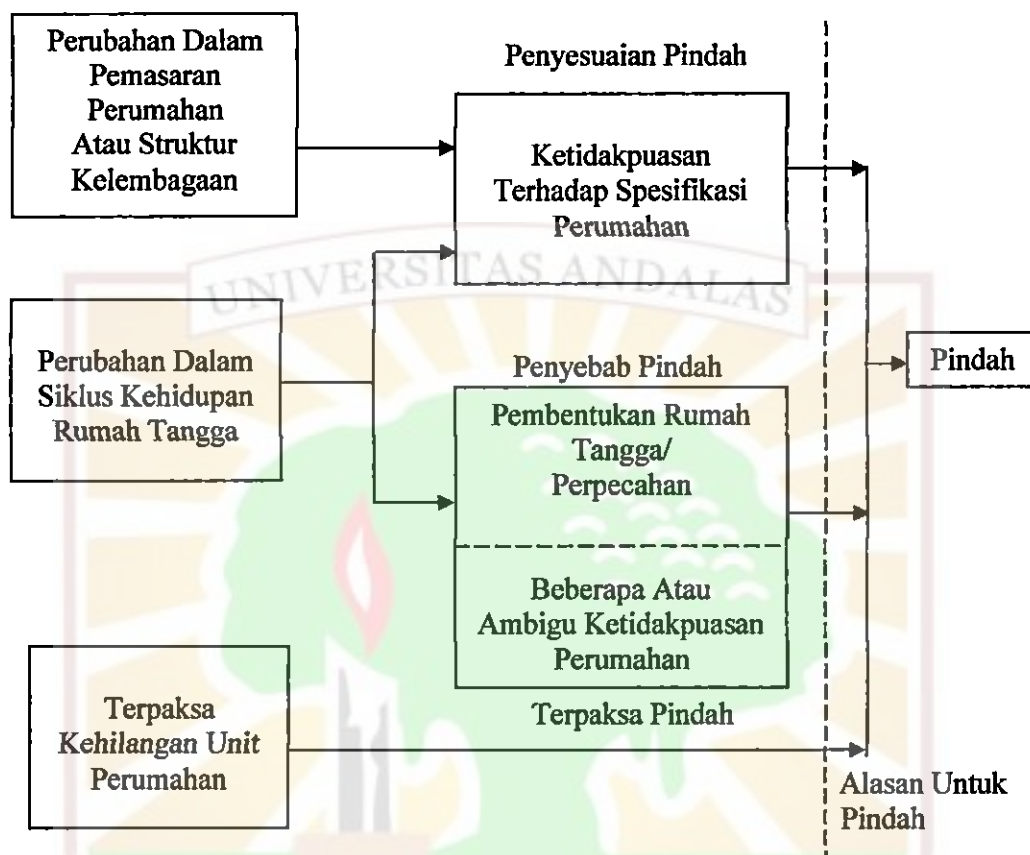 Perubahan Dalam
Pemasaran
Perumahan
Atau Struktur
Kelembagaan
Penyesuaian Pindah
Ketidakpuasan
Terhadap Spesifikasi
Perumahan
UNIVERSITAS ANDALAS
Perubahan Dalam
Siklus Kehidupan
Rumah Tangga
Penyebab Pindah
Pembentukan Rumah
Tangga/
Perpecahan
Beberapa Atau
Ambigu Ketidakpuasan
Perumahan
Pindah
Terpaksa
Kehilangan Unit
Perumahan
Terpaksa Pindah
Alasan Untuk
Pindah